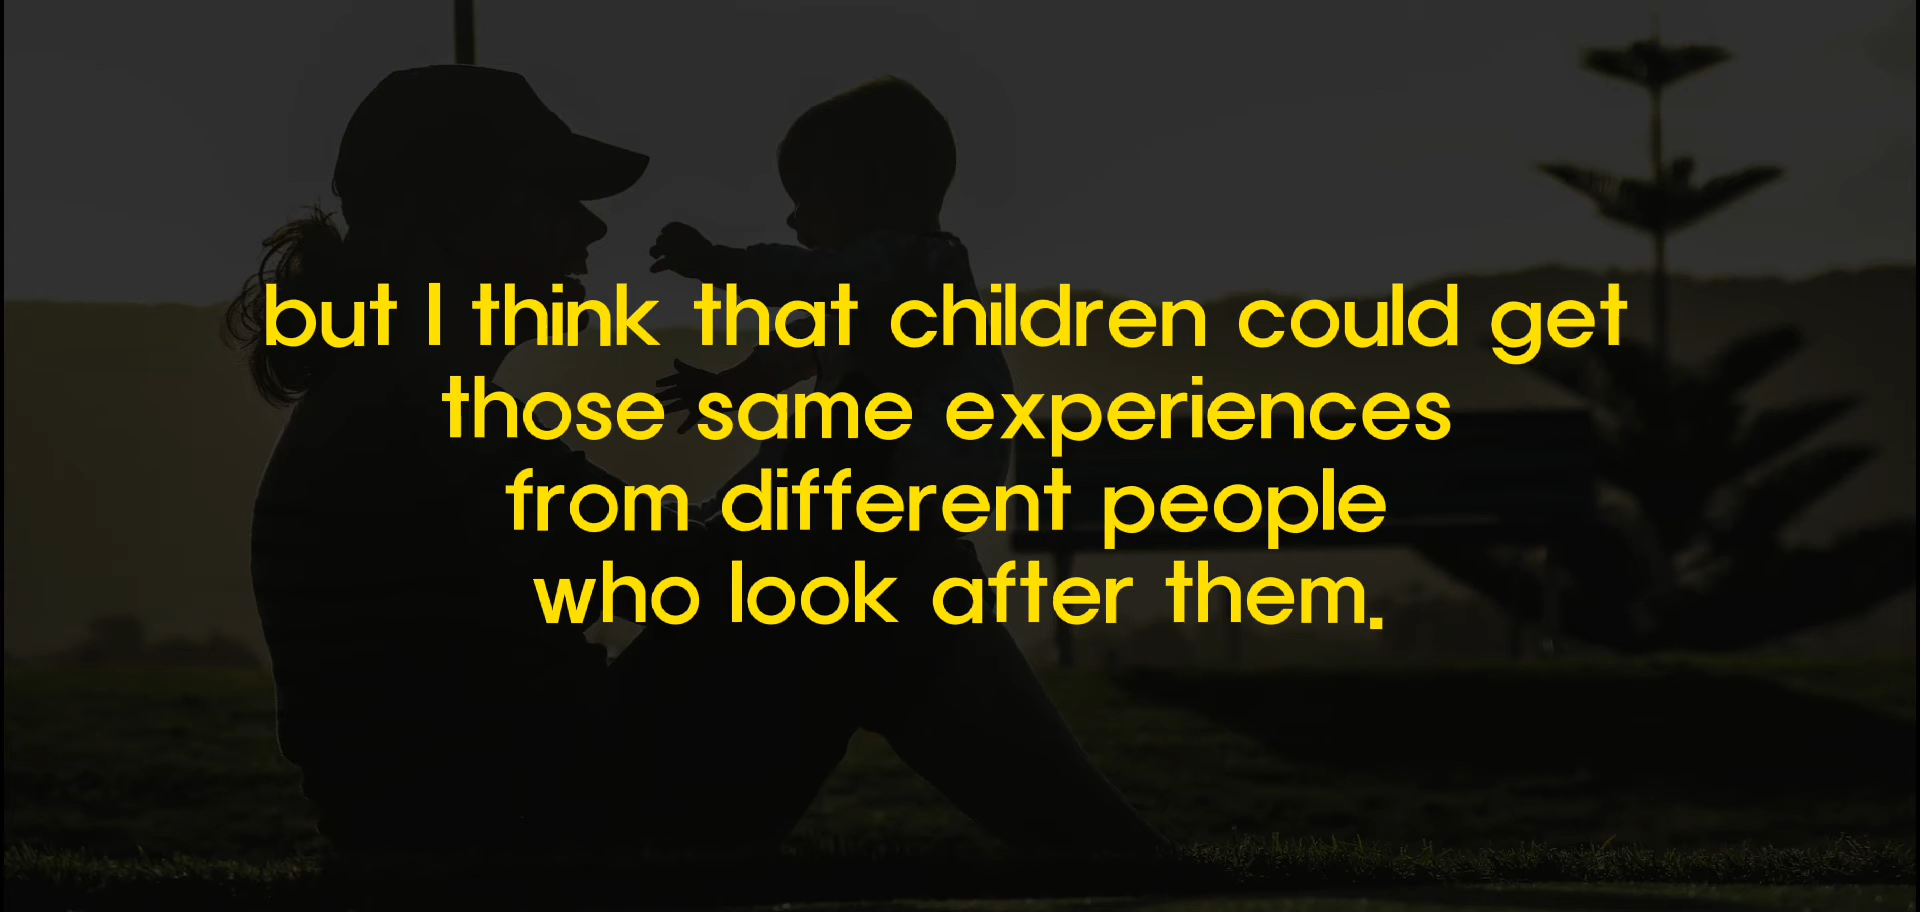 but I think that children could get
those same experiences
from different people
who look after them.